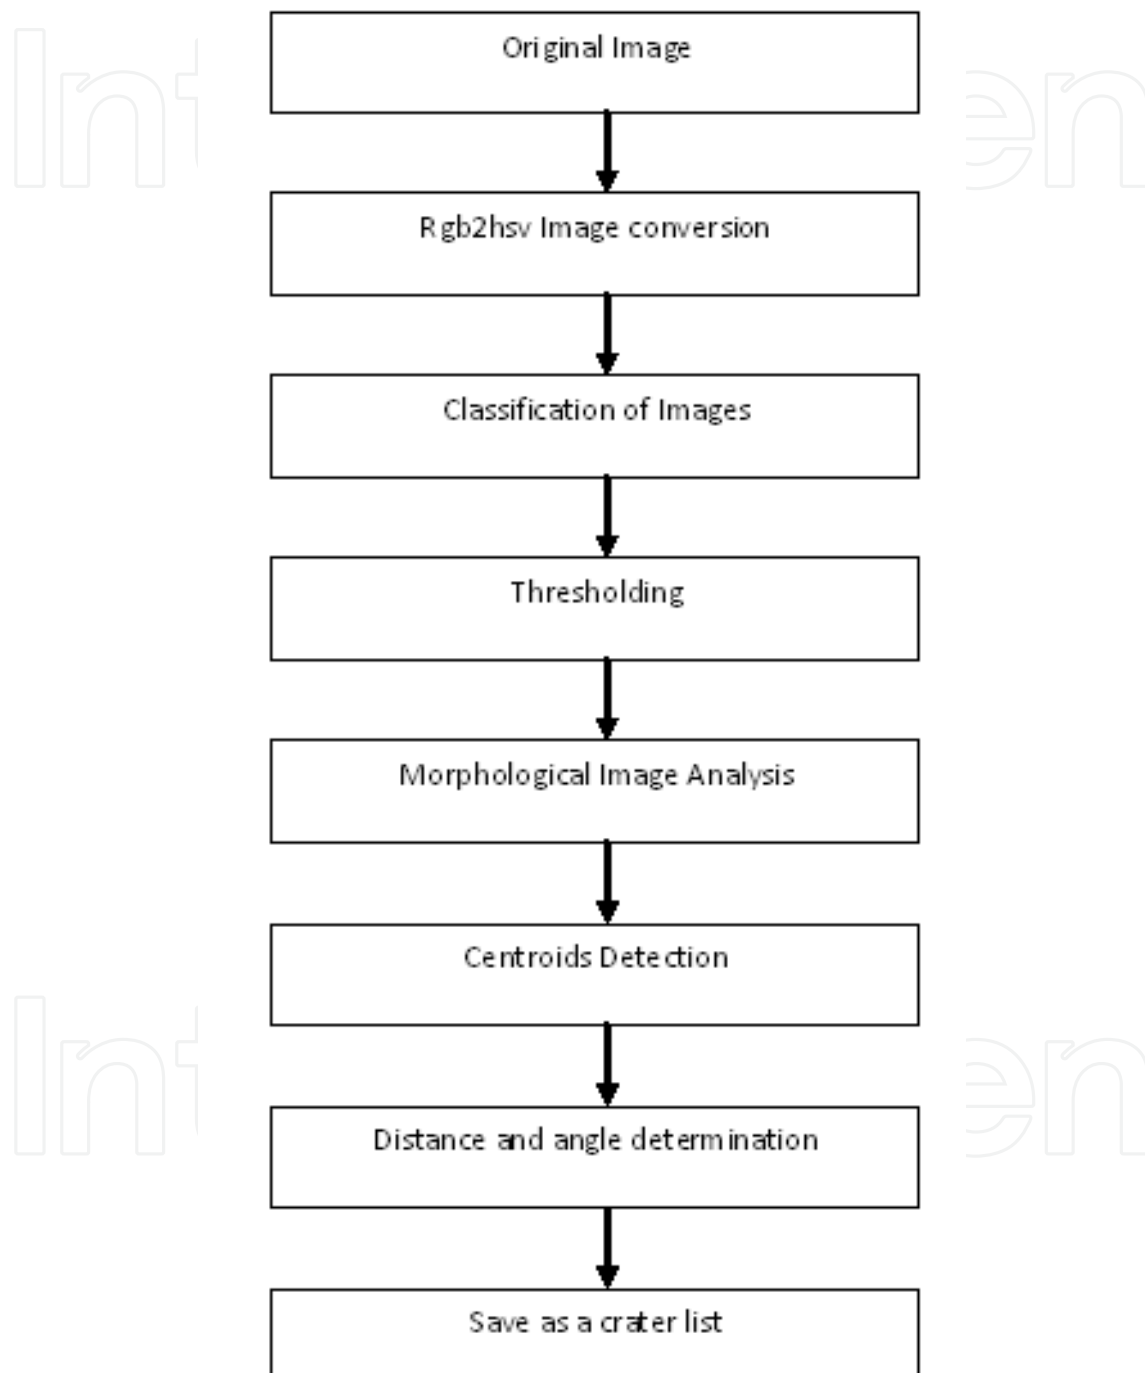 Original Image
Rgb2hsv Image conversion
Classification of Images
Thresholding
Morphological Image Analysis
Centroids Detection
Distance and angle determination
Save as a crater list